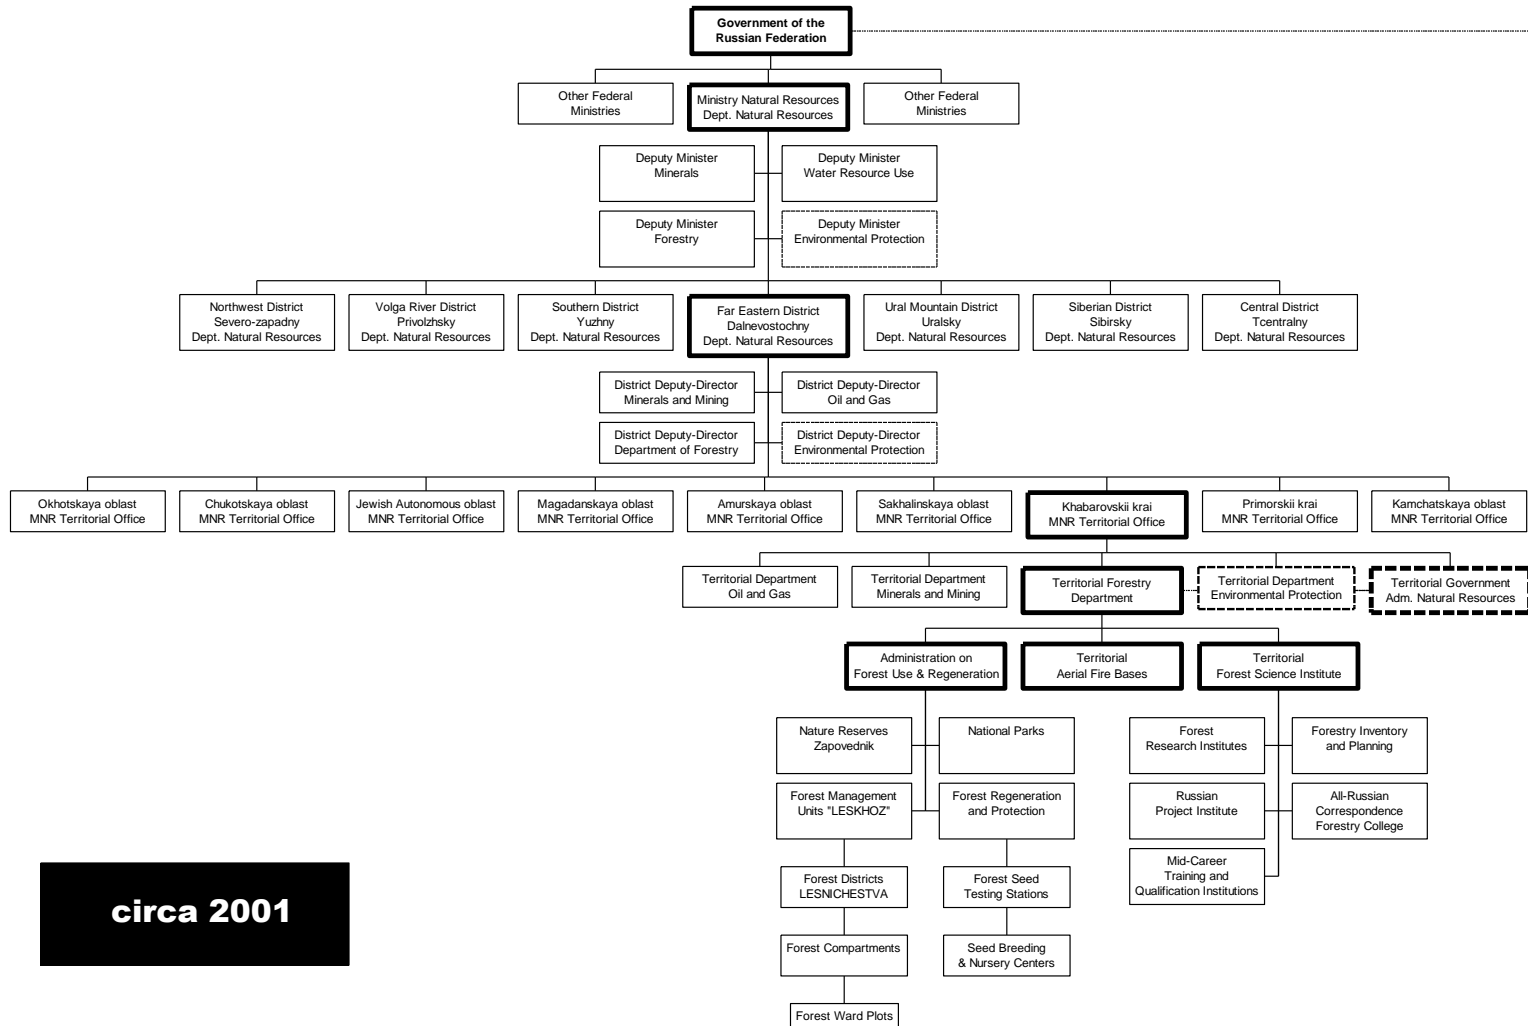 Government of the
Russian Federation
Other Federal
Ministries
Ministry Natural Resources
Dept. Natural Resources
Other Federal
Ministries
Deputy Minister
Minerals
Deputy Minister
Water Resource Use
Deputy Minister
Forestry
Deputy Minister
Environmental Protection
Northwest District
Severo-zapadny
Dept. Natural Resources
Volga River District
Privolzhsky
Dept. Natural Resources
Southern District
Yuzhny
Dept. Natural Resources
Far Eastern District
Dalnevostochny
Dept. Natural Resources
Ural Mountain District
Uralsky
Dept. Natural Resources
Siberian District
Sibirsky
Dept. Natural Resources
Central District
Tcentralny
Dept. Natural Resources
District Deputy-Director
Minerals and Mining
District Deputy-Director
Oil and Gas
District Deputy-Director
Department of Forestry
District Deputy-Director
Environmental Protection
Okhotskaya oblast
MNR Territorial Office
Chukotskaya oblast
MNR Territorial Office
Jewish Autonomous oblast
MNR Territorial Office
Magadanskaya oblast
MNR Territorial Office
Amurskaya oblast
MNR Territorial Office
Sakhalinskaya oblast
MNR Territorial Office
Khabarovskii krai
MNR Territorial Office
Primorskii krai
MNR Territorial Office
Kamchatskaya oblast
MNR Territorial Office
Territorial Department
Oil and Gas
Territorial Department
Minerals and Mining
Territorial Forestry
Department
Territorial Department
Environmental Protection
Territorial Government
Adm. Natural Resources
Administration on
Forest Use & Regeneration
Territorial
Aerial Fire Bases
Territorial
Forest Science Institute
Nature Reserves
Zapovednik
National Parks
Forest
Research Institutes
Forestry Inventory
and Planning
Forest Management
Units "LESKHOZ"
Forest Regeneration
and Protection
Russian
Project Institute
All-Russian
Correspondence
Forestry College
Forest Districts
LESNICHESTVA
Forest Seed
Testing Stations
Mid-Career
Training and
Qualification Institutions
Forest Compartments
Seed Breeding
& Nursery Centers
Forest Ward Plots
circa 2001